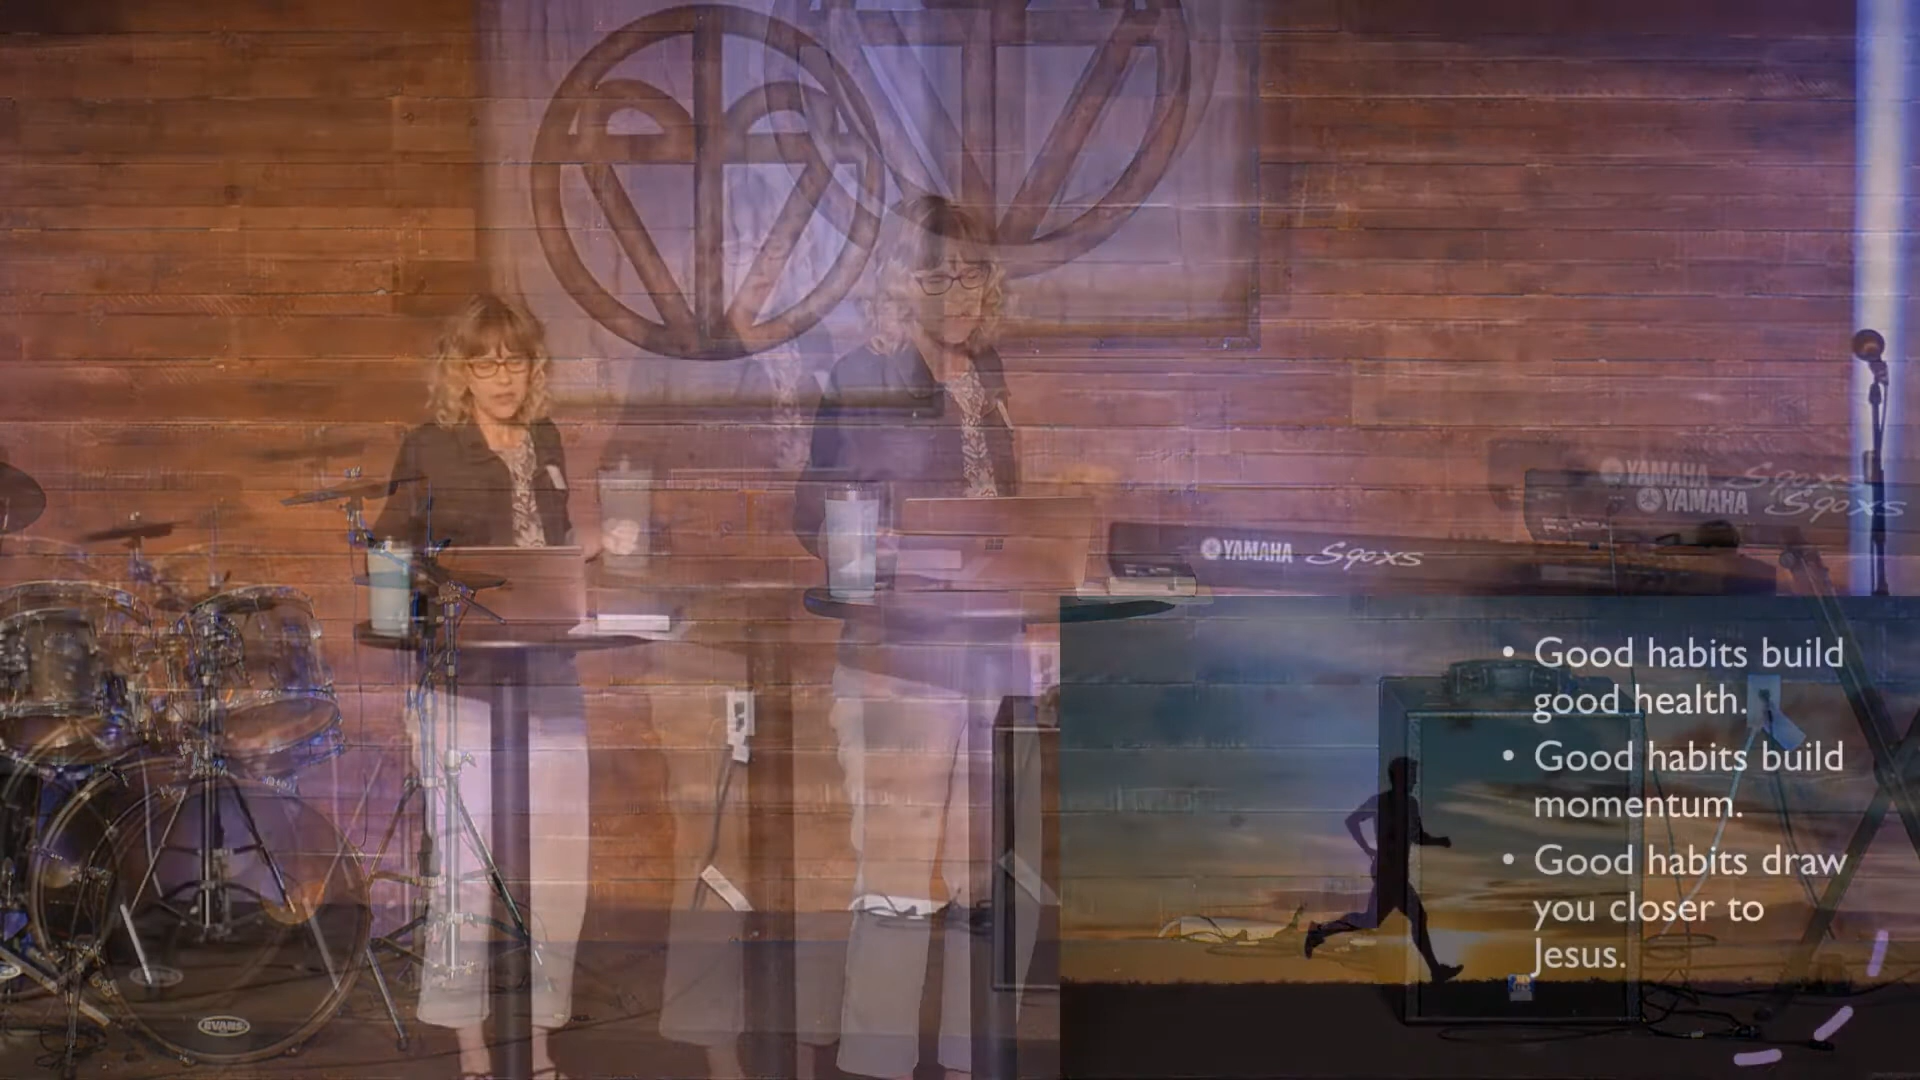 YAMAHA S90XS
YAMAHA S90XS
YAMAHA S90XS
• Good habits build
good health.
• Good habits build
momentum.
• Good habits draw
you closer to
Jesus.
EVANS